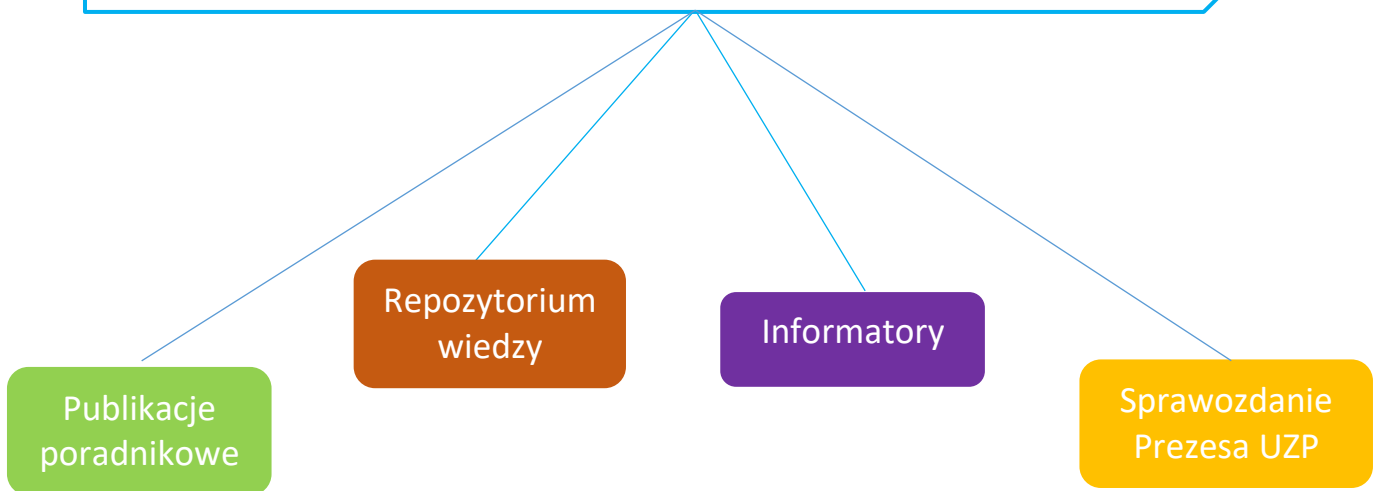 Repozytorium
wiedzy
Informatory
Publikacje
poradnikowe
Sprawozdanie
Prezesa UZP